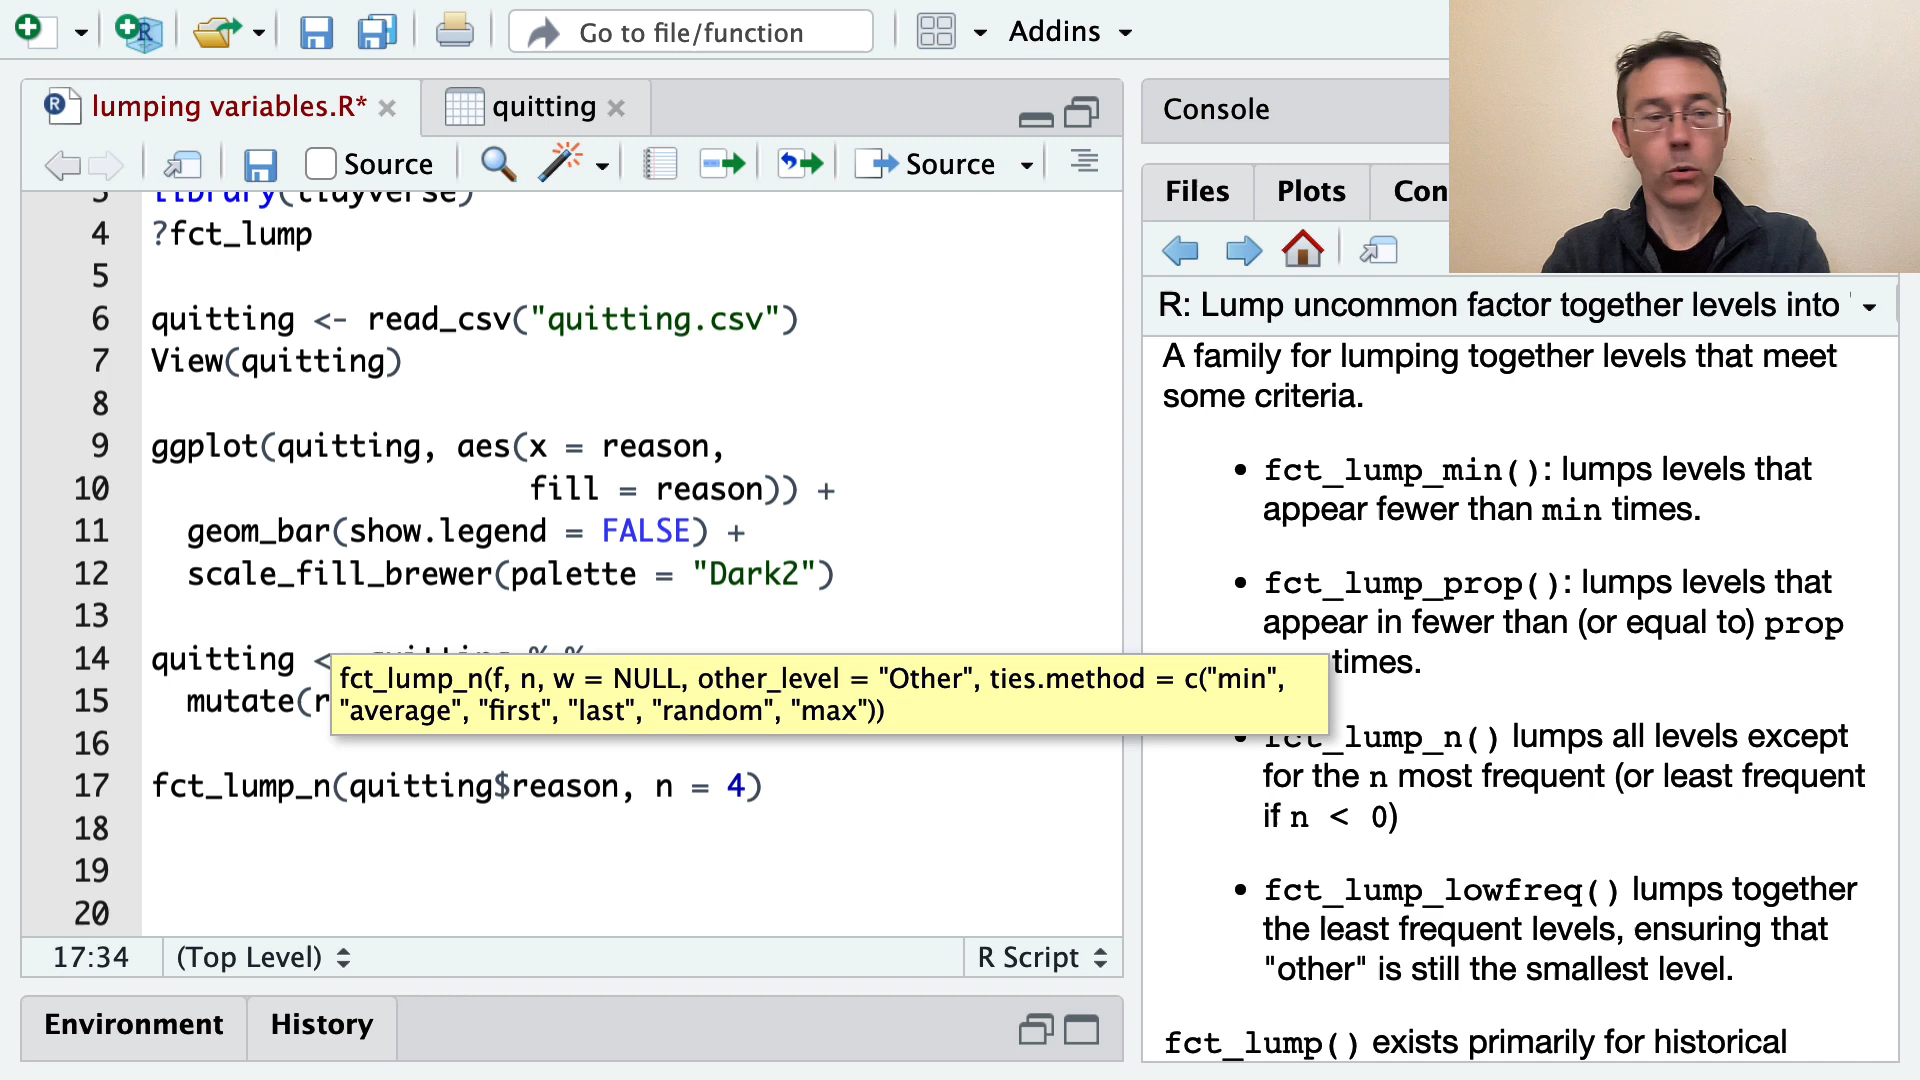 Go to file/function
Addins
lumping variables.R*
quitting
Source
Source
3 library(tidyverse)
4 ?fct_lump
5
6 quitting <- read_csv("quitting.csv")
7 View(quitting)
8
9 ggplot(quitting, aes(x = reason,
10 fill = reason)) +
11 geom_bar(show.legend = FALSE) +
12 scale_fill_brewer(palette = "Dark2")
13
14 quitting <- quitting %>%
15 mutate(r
fct_lump_n(f, n, w = NULL, other_level = "Other", ties.method = c("min",
"average", "first", "last", "random", "max"))
16
17 fct_lump_n(quitting$reason, n = 4)
18
19
20
17:34
(Top Level)
R Script
Environment
History
Console
Files
Plots
Con
R: Lump uncommon factor together levels into '
A family for lumping together levels that meet
some criteria.
• fct_lump_min(): lumps levels that
appear fewer than min times.
• fct_lump_prop(): lumps levels that
appear in fewer than (or equal to) prop
times.
• fct_lump_n() lumps all levels except
for the n most frequent (or least frequent
if n < 0)
• fct_lump_lowfreq() lumps together
the least frequent levels, ensuring that
"other" is still the smallest level.
fct_lump() exists primarily for historical